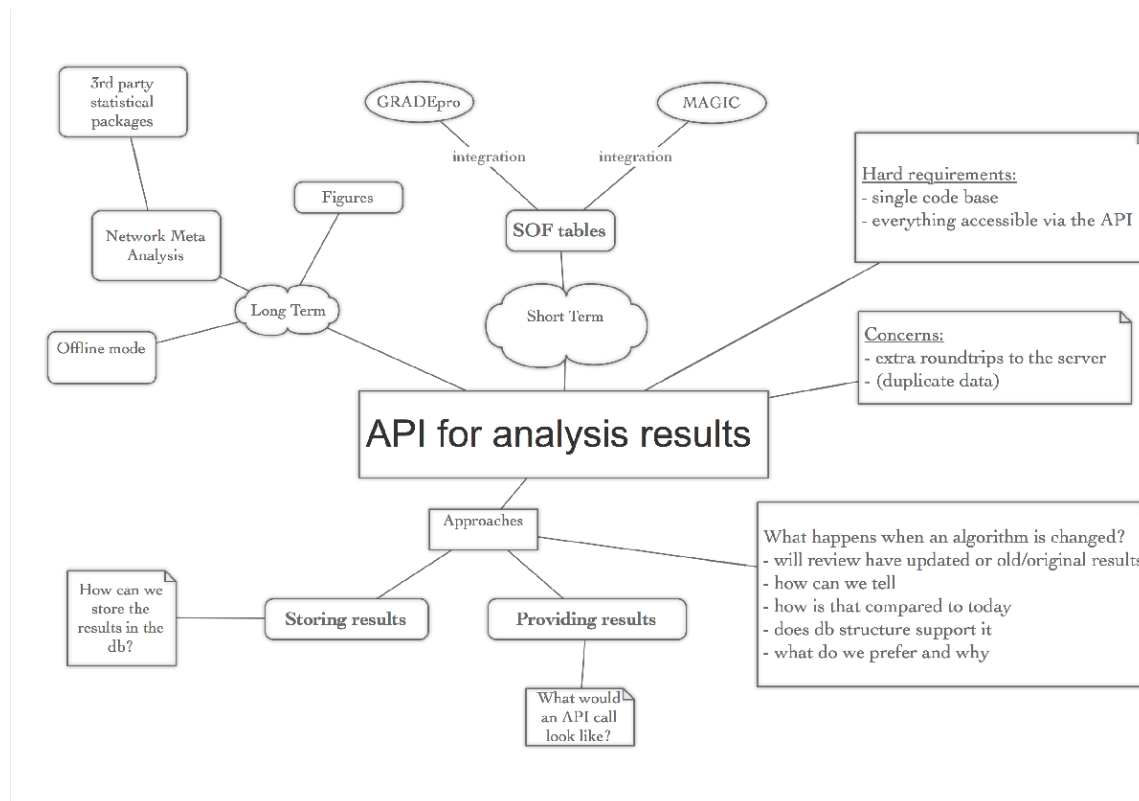 3rd party
statistical
packages
GRADEpro
MAGIC
integration
integration
Figures
Network Meta
Analysis
SOF tables
Hard requirements:
- single code base
- everything accessible via the API
Long Term
Short Term
Offline mode
Concerns:
- extra roundtrips to the server
- (duplicate data)
API for analysis results
Approaches
What happens when an algorithm is changed?
- will review have updated or old/original results
- how can we tell
- how is that compared to today
- does db structure support it
- what do we prefer and why
How can we
store the
results in the
db?
Storing results
Providing results
What would
an API call
look like?